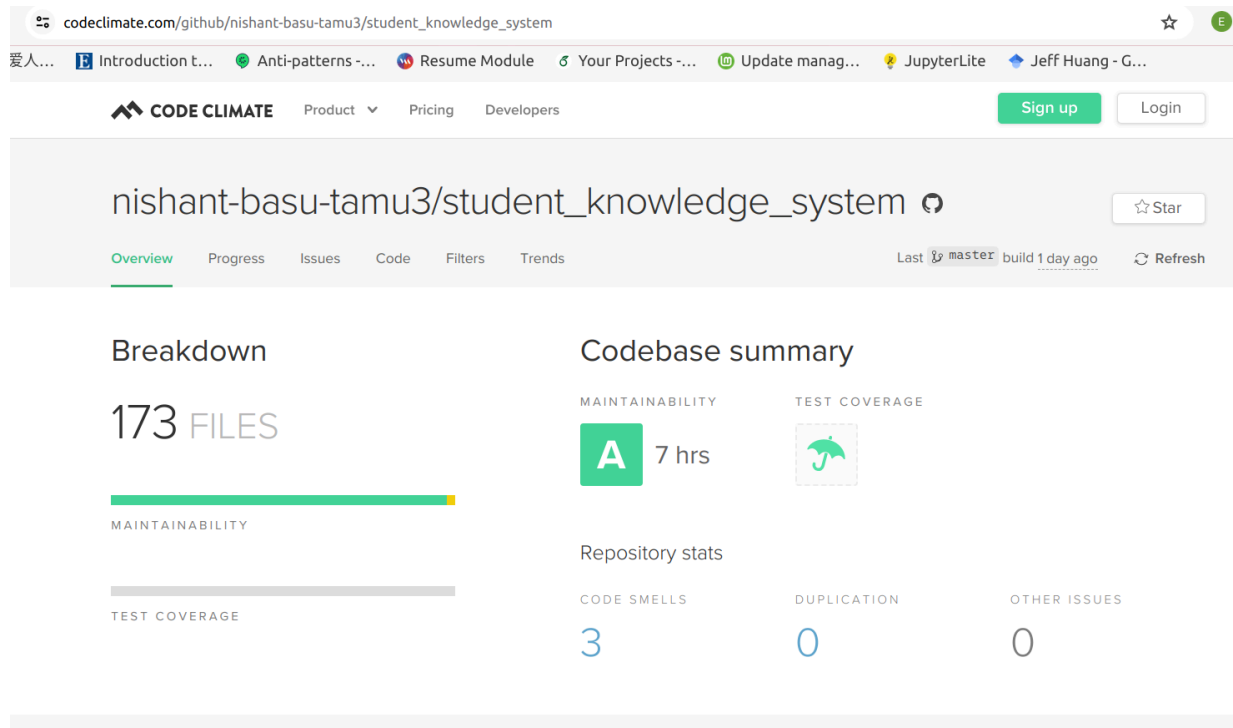 codeclimate.com/github/nishant-basu-tamu3/student_knowledge_system
E
爱人... Introduction t... Anti-patterns -... Resume Module Your Projects -... Update manag... JupyterLite Jeff Huang - G...
CODE CLIMATE Product Pricing Developers Sign up Login
nishant-basu-tamu3/student_knowledge_system
Star
Overview Progress Issues Code Filters Trends Last master build 1 day ago Refresh
Breakdown
Codebase summary
173 FILES
MAINTAINABILITY
TEST COVERAGE
MAINTAINABILITY TEST COVERAGE
A 7 hrs
Repository stats
CODE SMELLS DUPLICATION OTHER ISSUES
3 0 0